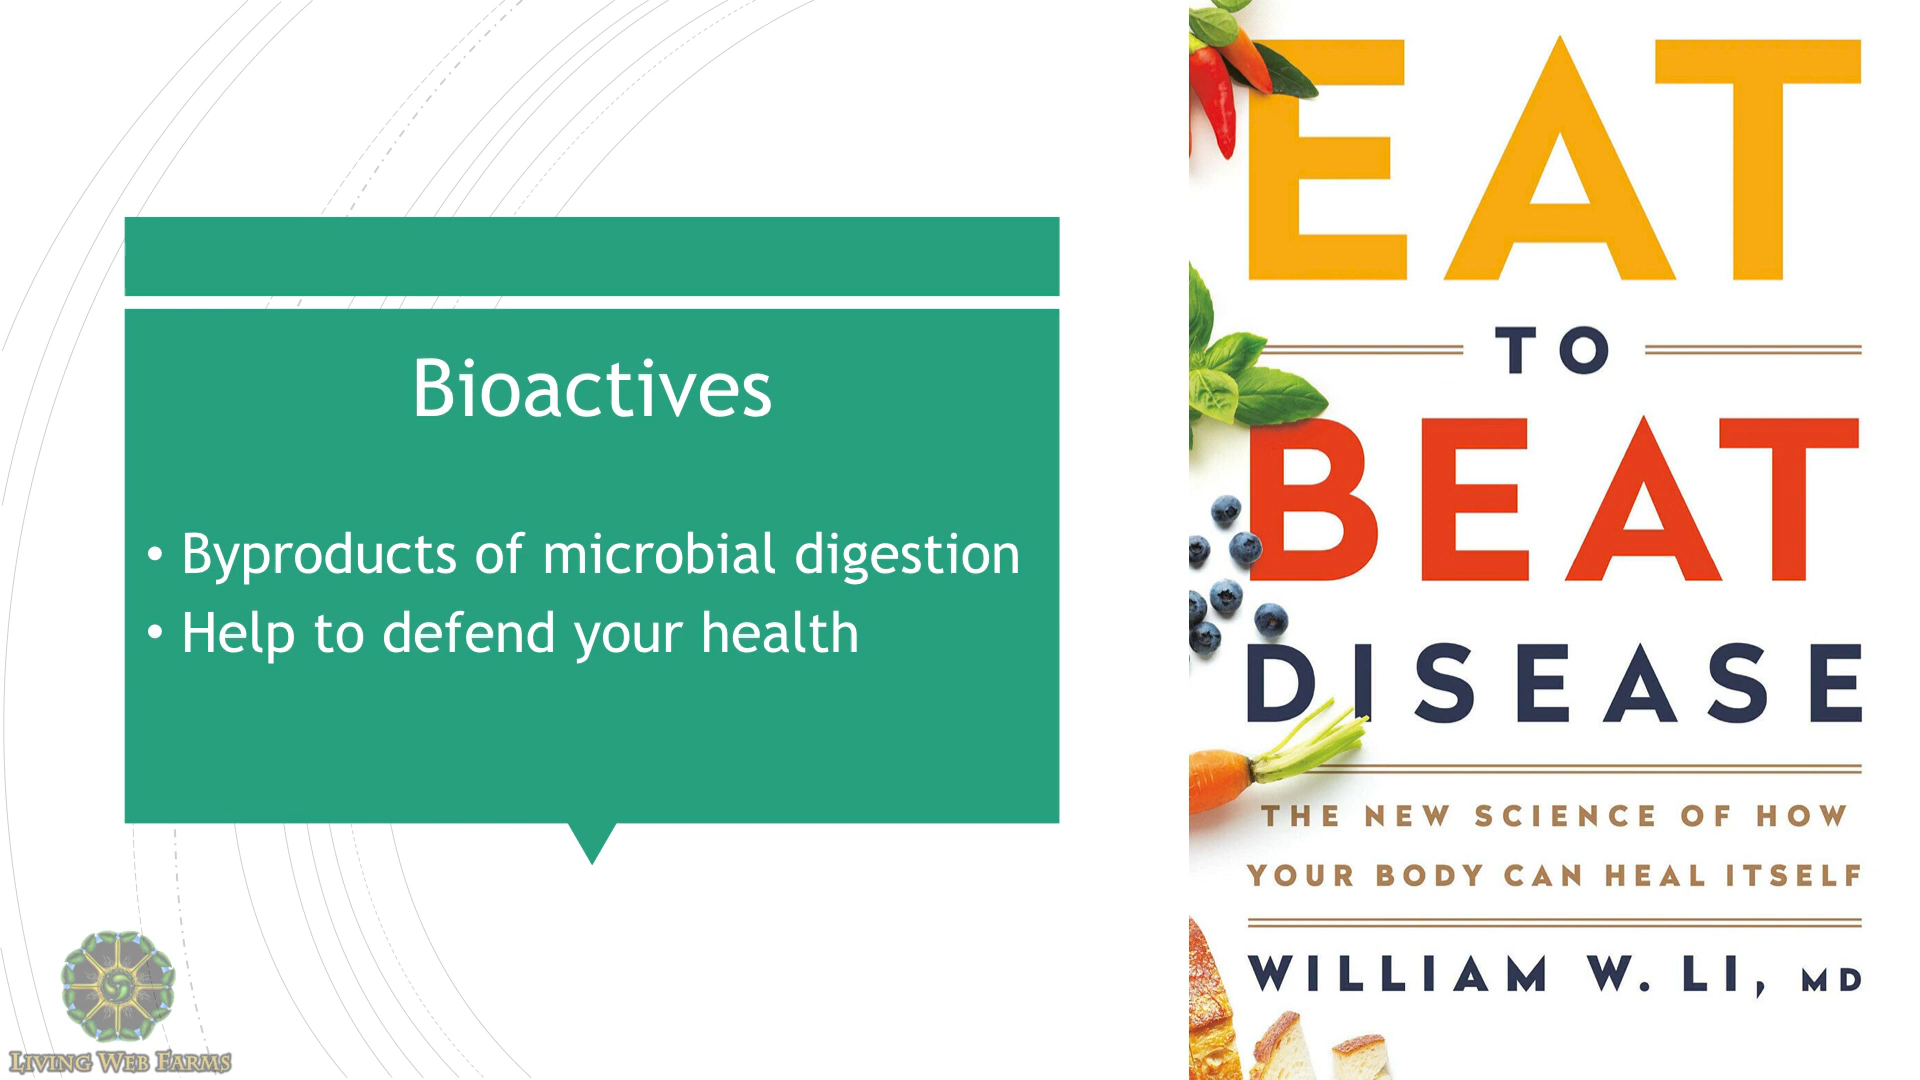 Bioactives
• Byproducts of microbial digestion
• Help to defend your health
EAT
TO
BEAT
DISEASE
THE NEW SCIENCE OF HOW
YOUR BODY CAN HEAL ITSELF
WILLIAM W. LI, MD
LIVING WEB FARMS